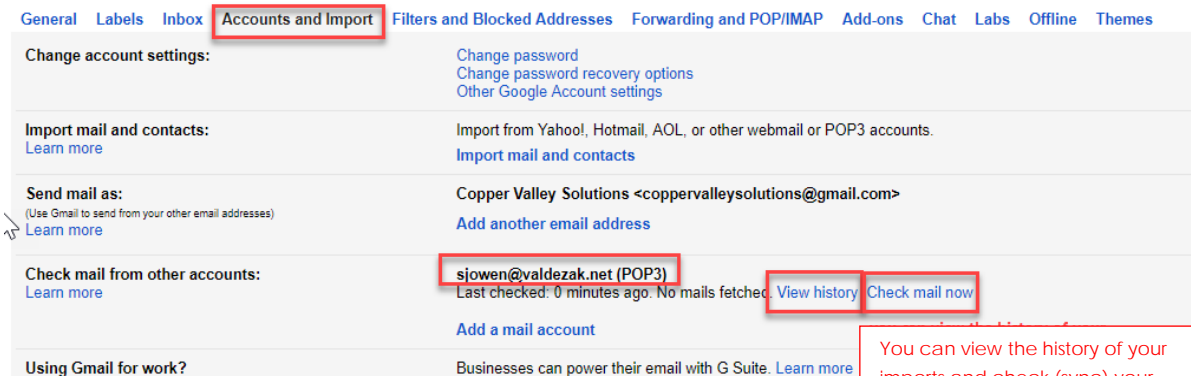 General Labels Inbox Accounts and Import Filters and Blocked Addresses Forwarding and POP/IMAP Add-ons Chat Labs Offline Themes
Change account settings:
Change password
Change password recovery options
Other Google Account settings
Import mail and contacts:
Learn more
Import from Yahoo!, Hotmail, AOL, or other webmail or POP3 accounts.
Import mail and contacts
Send mail as:
(Use Gmail to send from your other email addresses)
Learn more
Copper Valley Solutions <coppervalleysolutions@gmail.com>
Add another email address
Check mail from other accounts:
Learn more
sjowen@valdezak.net (POP3)
Last checked: 0 minutes ago. No mails fetched. View history Check mail now
Add a mail account
Using Gmail for work?
Businesses can power their email with G Suite. Learn more
You can view the history of your
imports and check (sync) your